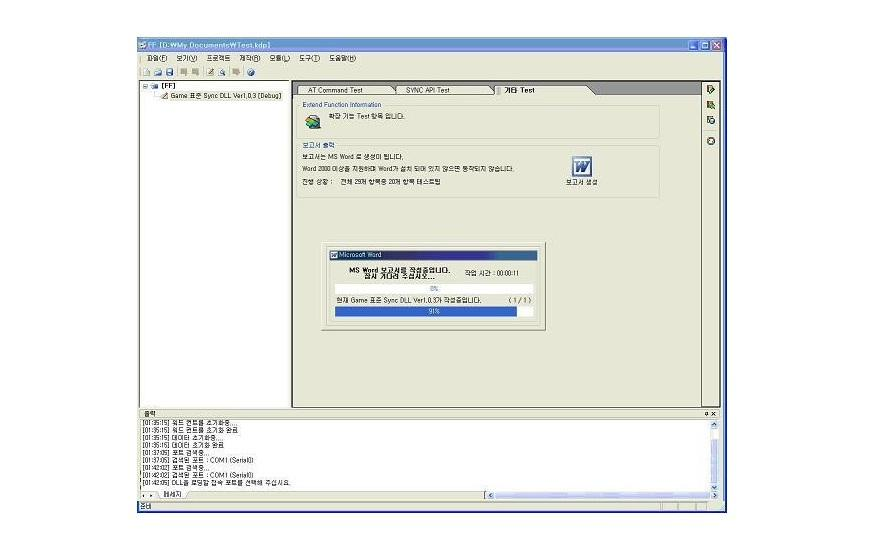 FF [D:\My Documents\Test.kdp]
파일(F) 보기(V) 프로젝트 제작(B) 모듈(L) 도구(T) 도움말(H)
[FF]
Game 표준 Sync DLL Ver1,0,3 [Debug]
AT Command Test SYNC API Test 기타 Test
Extend Function Information
확장 기능 Test 항목 입니다.
보고서 출력
보고서는 MS Word 로 생성이 됩니다.
Word 2000 이상을 지원하며 Word가 설치 되어 있지 않으면 동작되지 않습니다.
진행 상황 : 전체 29개 항목중 20개 항목 테스트됨
보고서 생성
Microsoft Word
MS Word 보고서를 작성중입니다.
잠시 기다려 주십시오...
작업 시간 : 00:00:11
0%
현재 Game 표준 Sync DLL Ver1,0,3가 작성중입니다. ( 1 / 1 )
91%
출력
[01:35:15] 워드 컨트롤 초기화중...
[01:35:15] 워드 컨트롤 초기화 완료
[01:35:15] 데이터 초기화중...
[01:35:15] 데이터 초기화 완료
[01:37:05] 포트 검색중...
[01:37:05] 검색된 포트 : COM1 (Serial0)
[01:42:02] 포트 검색중...
[01:42:02] 검색된 포트 : COM1 (Serial0)
[01:42:05] DLL을 로딩할 접속 포트를 선택해 주십시요.
메세지
준비